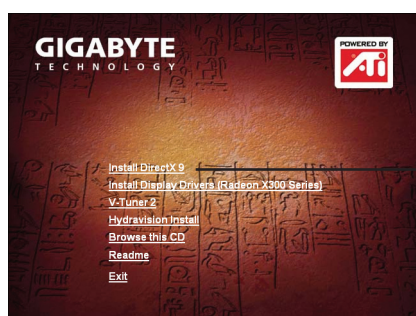 GIGABYTE
TECHNOLOGY
POWERED BY
ATi
Install DirectX 9
Install Display Drivers (Radeon X300 Series)
V-Tuner 2
Hydravision Install
Browse this CD
Readme
Exit